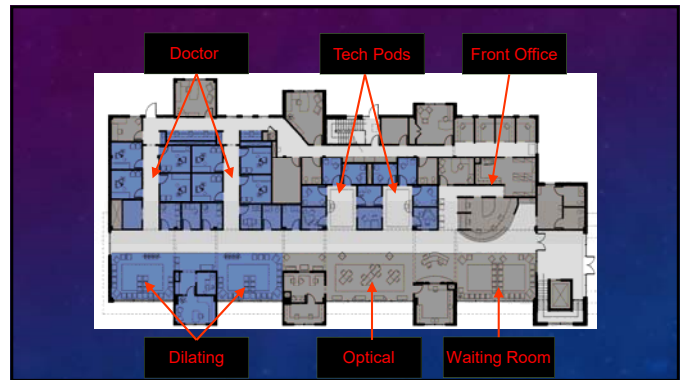 Doctor
Tech Pods
Front Office
Dilating
Optical
Waiting Room